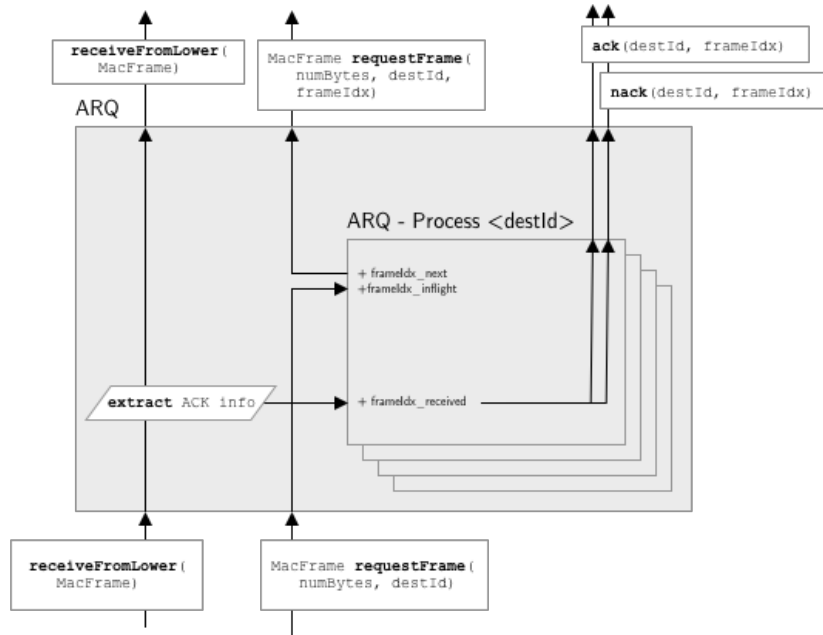 receiveFromLower(
MacFrame)
MacFrame requestFrame(
numBytes, destId,
frameIdx)
ack(destId, frameIdx)
nack(destId, frameIdx)
ARQ
ARQ - Process <destId>
+ frameIdx_next
+frameIdx_inflight
extract ACK info
+ frameIdx_received
receiveFromLower(
MacFrame)
MacFrame requestFrame(
numBytes, destId)